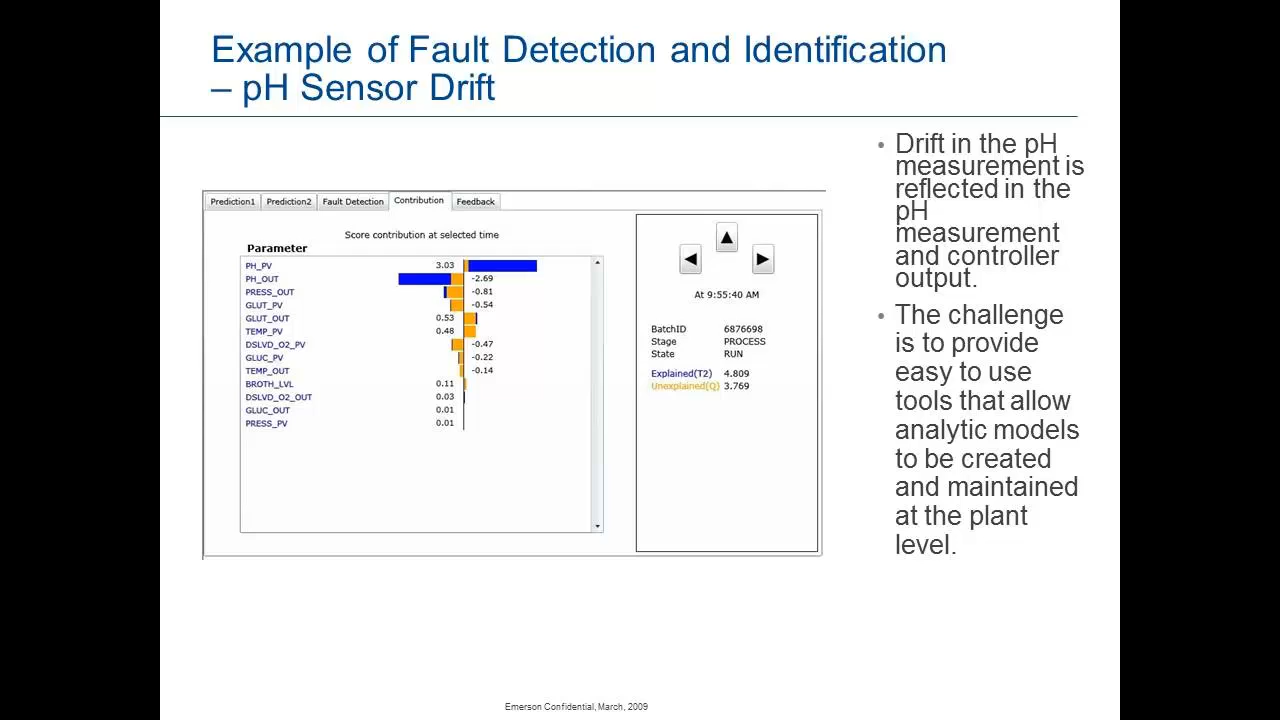 Example of Fault Detection and Identification
– pH Sensor Drift
Prediction1 Prediction2 Fault Detection Contribution Feedback
Score contribution at selected time
Parameter
PH_PV 3.03
PH_OUT -2.69
PRESS_OUT -0.81
GLUT_PV -0.54
GLUT_OUT 0.53
TEMP_PV 0.48
DSLVD_O2_PV -0.47
GLUC_PV -0.22
TEMP_OUT -0.14
BROTH_LVL 0.11
DSLVD_O2_OUT 0.03
GLUC_OUT 0.01
PRESS_PV 0.01
At 9:55:40 AM
BatchID 6876698
Stage PROCESS
State RUN
Explained(T2) 4.809
Unexplained(Q) 3.769
• Drift in the pH
measurement is
reflected in the
pH
measurement
and controller
output.
• The challenge
is to provide
easy to use
tools that allow
analytic models
to be created
and maintained
at the plant
level.
Emerson Confidential, March, 2009